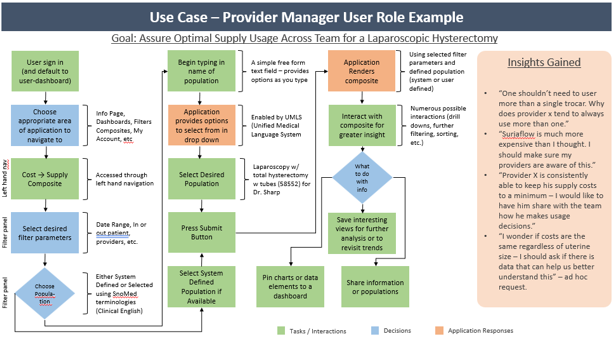 Use Case – Provider Manager User Role Example
Goal: Assure Optimal Supply Usage Across Team for a Laparoscopic Hysterectomy
User sign in
(and default to
user-dashboard)
Choose
appropriate area
of application to
navigate to
Info Page,
Dashboards, Filters
Composites, My
Account, etc.
Left hand nav
Cost → Supply
Composite
Accessed through
left hand navigation
Filter panel
Select desired
filter parameters
Date Range, In or
out patient,
providers, etc.
Filter panel
Choose
Popula-
tion
Either System
Defined or Selected
using SnoMed
terminologies
(Clinical English)
Begin typing in
name of
population
A simple free form
text field – provides
options as you type
Application
provides options
to select from in
drop down
Enabled by UMLS
(Unified Medical
Language System)
Select Desired
Population
Laparoscopy w/
total hysterectomy
w tubes (58552) for
Dr. Sharp
Press Submit
Button
Select System
Defined
Population if
Available
Application
Renders
composite
Using selected filter
parameters and
defined population
(system or user
defined)
Interact with
composite for
greater insight
Numerous possible
interactions (drill
downs, further
filtering, sorting,
etc.)
What
to do
with
info
Save interesting
views for further
analysis or to
revisit trends
Pin charts or data
elements to a
dashboard
Share information
or populations
Insights Gained
• “One shouldn’t need to user
more than a single trocar. Why
does provider x tend to always
use more than one.”
• “Surjaflow is much more
expensive than I thought. I
should make sure my
providers are aware of this.”
• “Provider X is consistently
able to keep his supply costs
to a minimum – I would like to
have him share with the team
how he makes usage
decisions.”
• “I wonder if costs are the
same regardless of uterine
size – I should ask if there is
data that can help us better
understand this” – ad hoc
request.
Tasks / Interactions
Decisions
Application Responses